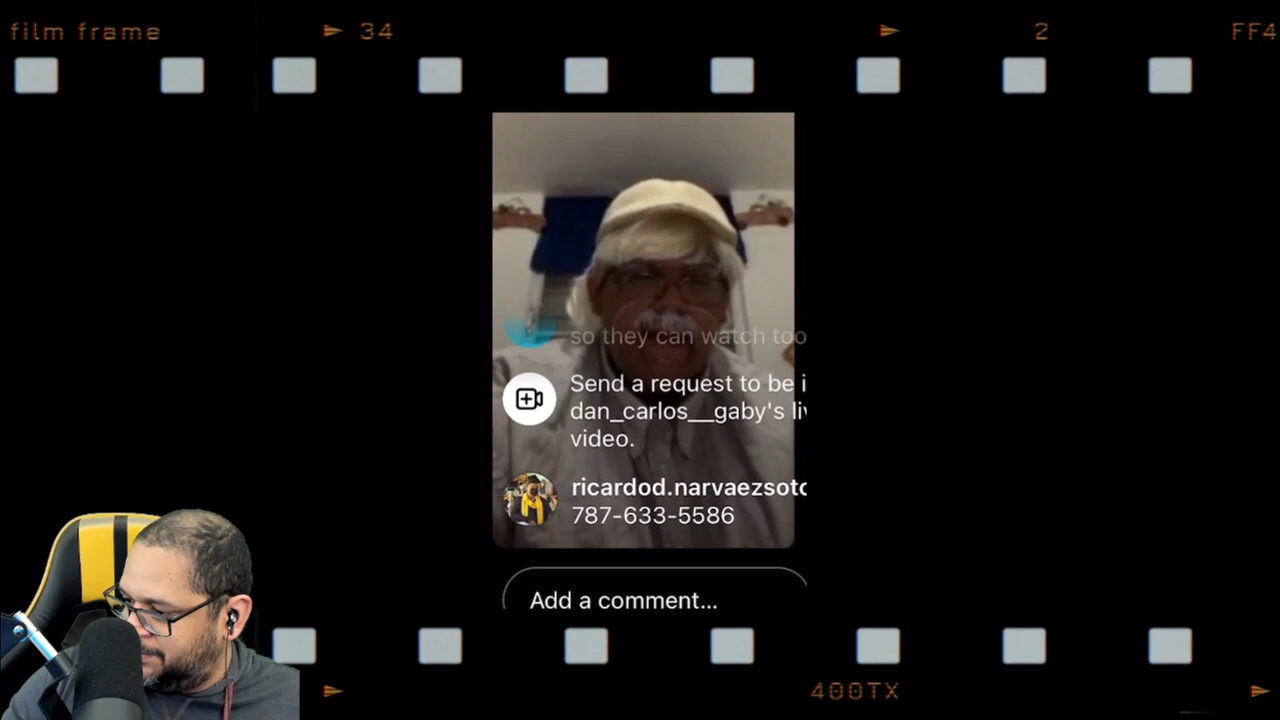 film frame
34
2
FF4
so they can watch too
Send a request to be i
dan_carlos__gaby's liv
video.
ricardod.narvaezsoto
787-633-5586
Add a comment...
400TX